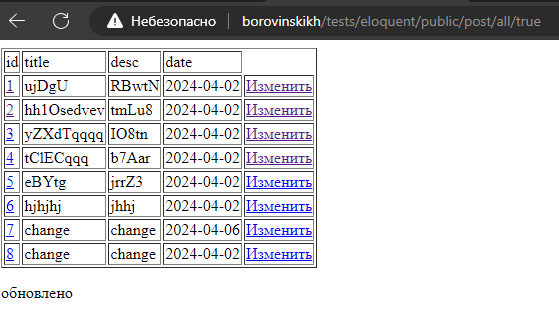 Небезопасно borovinskikh/tests/eloquent/public/post/all/true
id title desc date
1 ujDgU RBwtN 2024-04-02 Изменить
2 hh1Osedvev tmLu8 2024-04-02 Изменить
3 yZXdTqqqq IO8tn 2024-04-02 Изменить
4 tClECqqq b7Aar 2024-04-02 Изменить
5 eBYtg jrrZ3 2024-04-02 Изменить
6 hjhjhj jhhj 2024-04-02 Изменить
7 change change 2024-04-06 Изменить
8 change change 2024-04-02 Изменить
обновлено